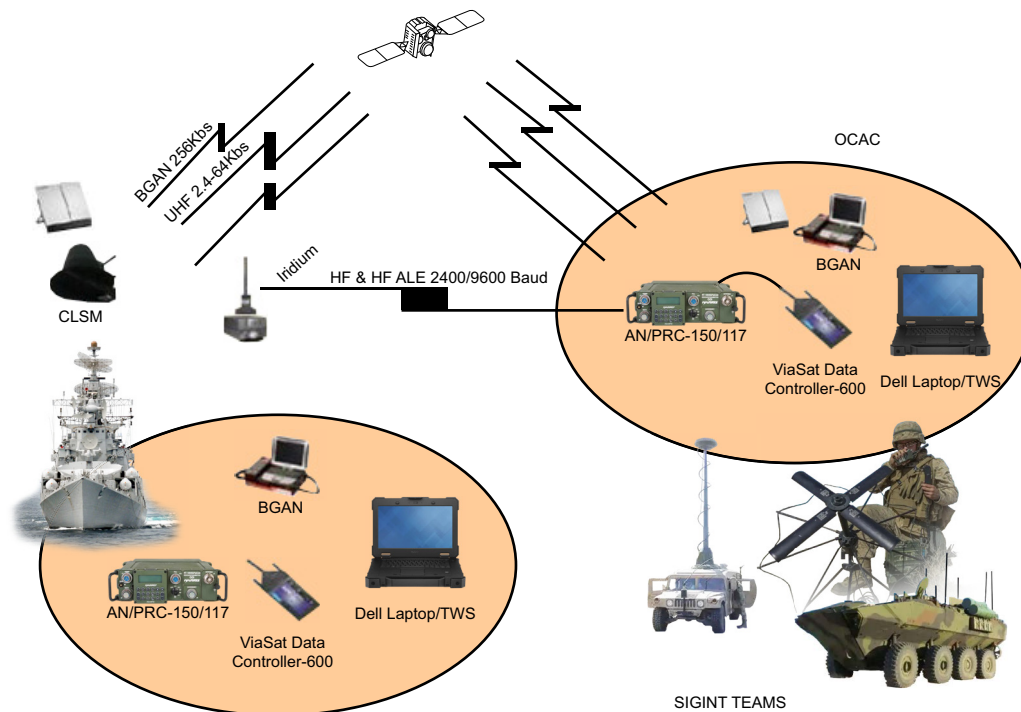 BGAN 256Kbs
UHF 2.4-64Kbs
Iridium
OCAC
BGAN
HF & HF ALE 2400/9600 Baud
CLSM
AN/PRC-150/117
ViaSat Data
Controller-600
Dell Laptop/TWS
BGAN
AN/PRC-150/117
ViaSat Data
Controller-600
Dell Laptop/TWS
SIGINT TEAMS